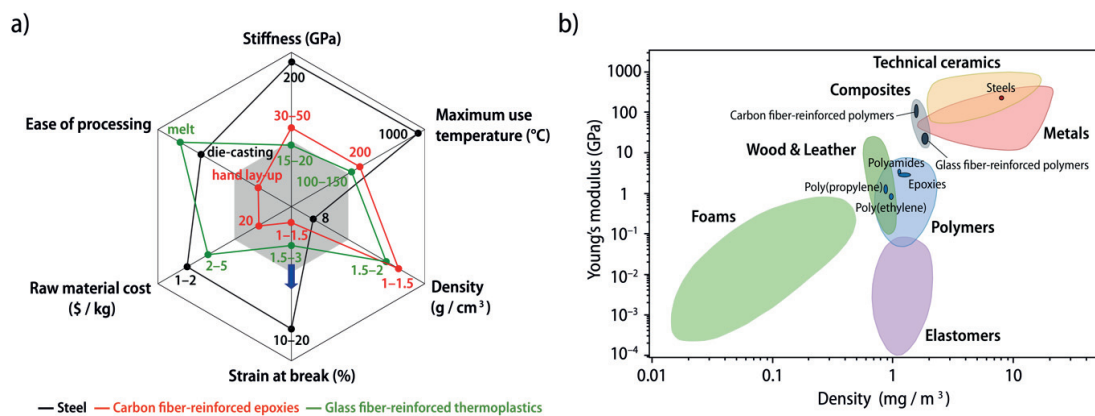 a)
Stiffness (GPa)
200
Maximum use
temperature (°C)
1000
30–50
Ease of processing
melt
die-casting
200
15–20
hand lay-up
100–150
20
8
1–1.5
1.5–3
2–5
1.5–2
1–2
1–1.5
Raw material cost
($ / kg)
Density
(g / cm³)
10–20
Strain at break (%)
Steel
Carbon fiber-reinforced epoxies
Glass fiber-reinforced thermoplastics
b)
Young's modulus (GPa)
1000
100
10
1
0.1
10⁻²
10⁻³
10⁻⁴
Technical ceramics
Steels
Composites
Carbon fiber-reinforced polymers
Metals
Wood & Leather
Glass fiber-reinforced polymers
Polyamides
Epoxies
Poly(propylene)
Poly(ethylene)
Foams
Polymers
Elastomers
0.01
0.1
1
10
Density (mg / m³)